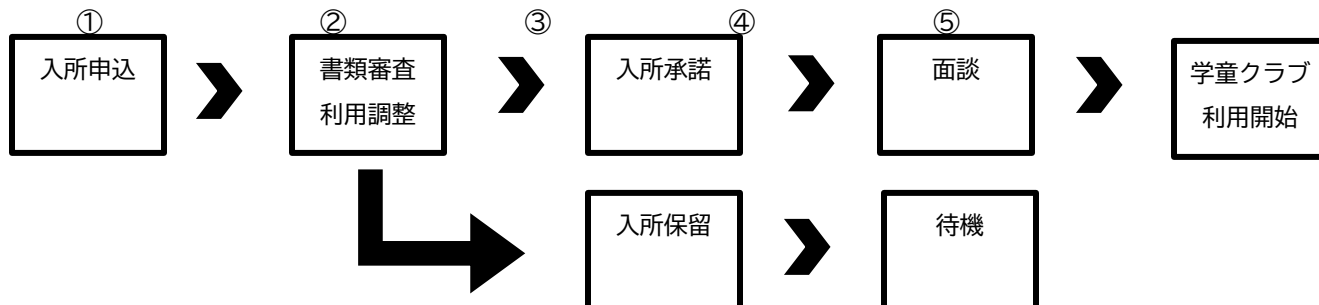 ① ② ③ ④ ⑤
入所申込
書類審査
利用調整
入所承諾
面談
学童クラブ
利用開始
入所保留
待機